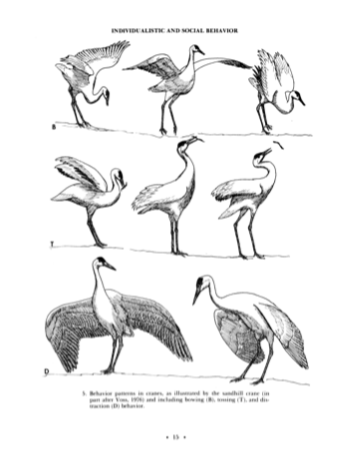 INDIVIDUALISTIC AND SOCIAL BEHAVIOR
B
T
D
3. Behavior patterns in cranes, as illustrated by the sandhill crane (in
part after Voss, 1976) and including bowing (B), tossing (T), and dis-
traction (D) behavior.
• 15 •